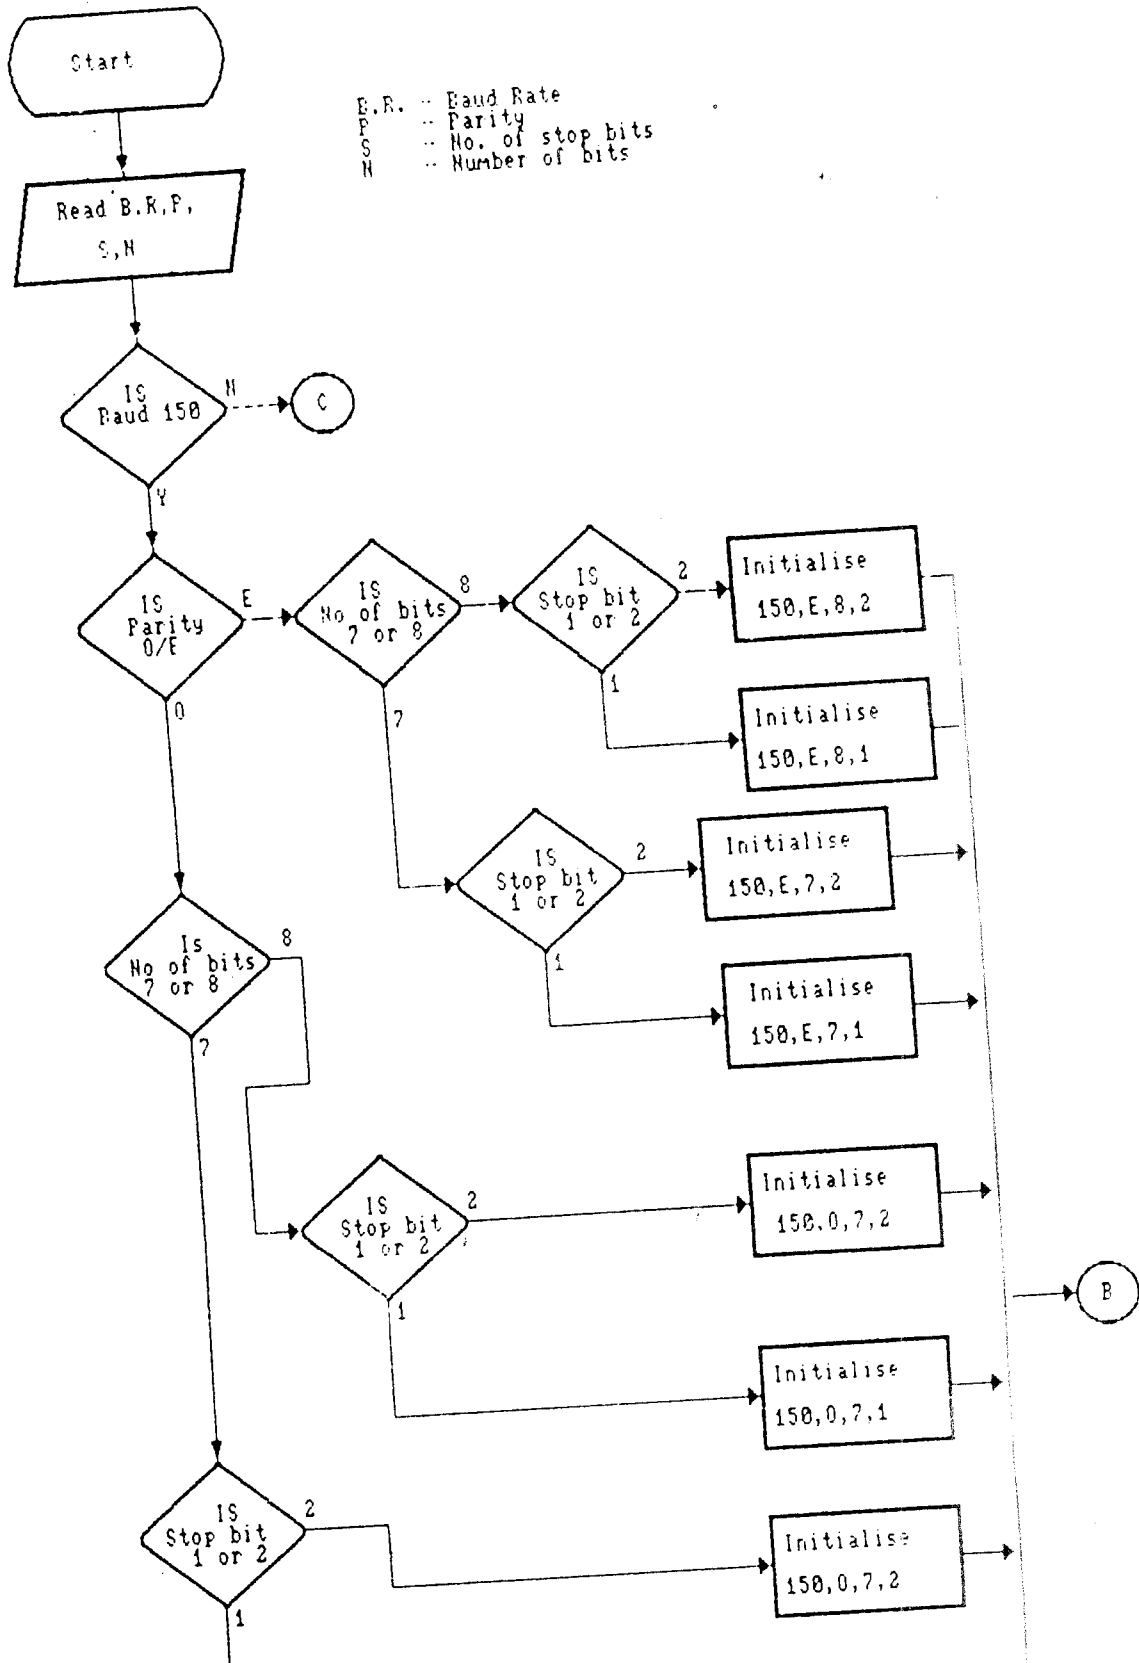 Start
B.R. -- Baud Rate
P -- Parity
S -- No. of stop bits
N -- Number of bits
Read B.R,P,
S,N
IS
Baud 150
N
C
Y
IS
Parity
O/E
E
O
IS
No of bits
7 or 8
8
7
IS
Stop bit
1 or 2
2
1
Initialise
150,E,8,2
Initialise
150,E,8,1
IS
Stop bit
1 or 2
2
1
Initialise
150,E,7,2
Initialise
150,E,7,1
Is
No of bits
7 or 8
8
7
IS
Stop bit
1 or 2
2
1
Initialise
150.O,7,2
B
Initialise
150,O,7,1
IS
Stop bit
1 or 2
2
1
Initialise
150,O,7,2